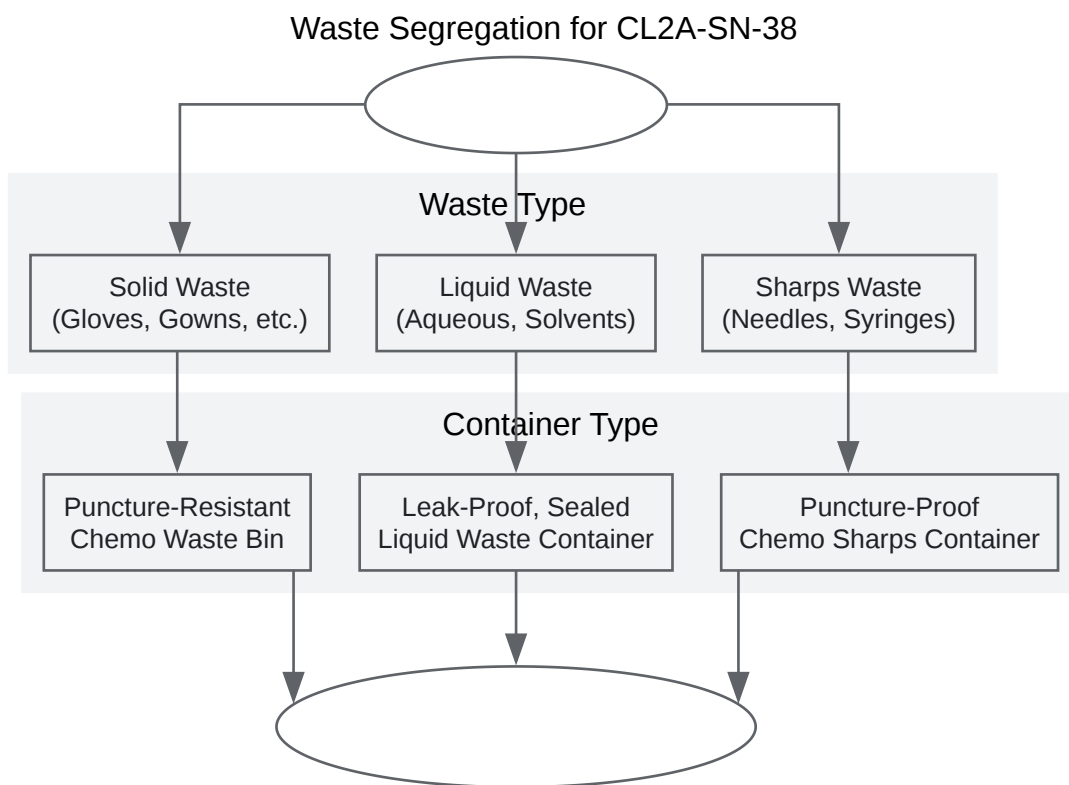 Waste Segregation for CL2A-SN-38
Waste Type
Solid Waste
(Gloves, Gowns, etc.)
Liquid Waste
(Aqueous, Solvents)
Sharps Waste
(Needles, Syringes)
Container Type
Puncture-Resistant
Chemo Waste Bin
Leak-Proof, Sealed
Liquid Waste Container
Puncture-Proof
Chemo Sharps Container